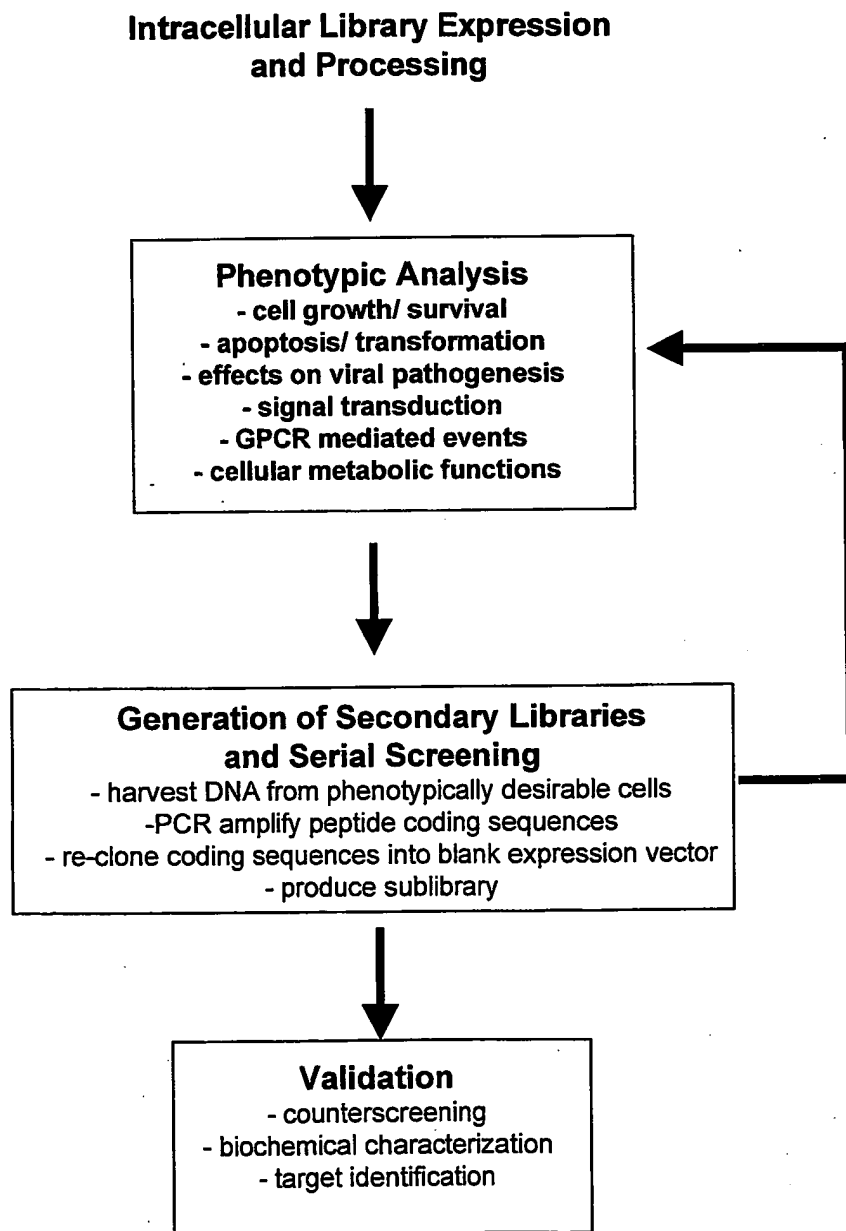 Intracellular Library Expression
and Processing
Phenotypic Analysis
- cell growth/ survival
- apoptosis/ transformation
- effects on viral pathogenesis
- signal transduction
- GPCR mediated events
- cellular metabolic functions
Generation of Secondary Libraries
and Serial Screening
- harvest DNA from phenotypically desirable cells
-PCR amplify peptide coding sequences
- re-clone coding sequences into blank expression vector
- produce sublibrary
Validation
- counterscreening
- biochemical characterization
- target identification